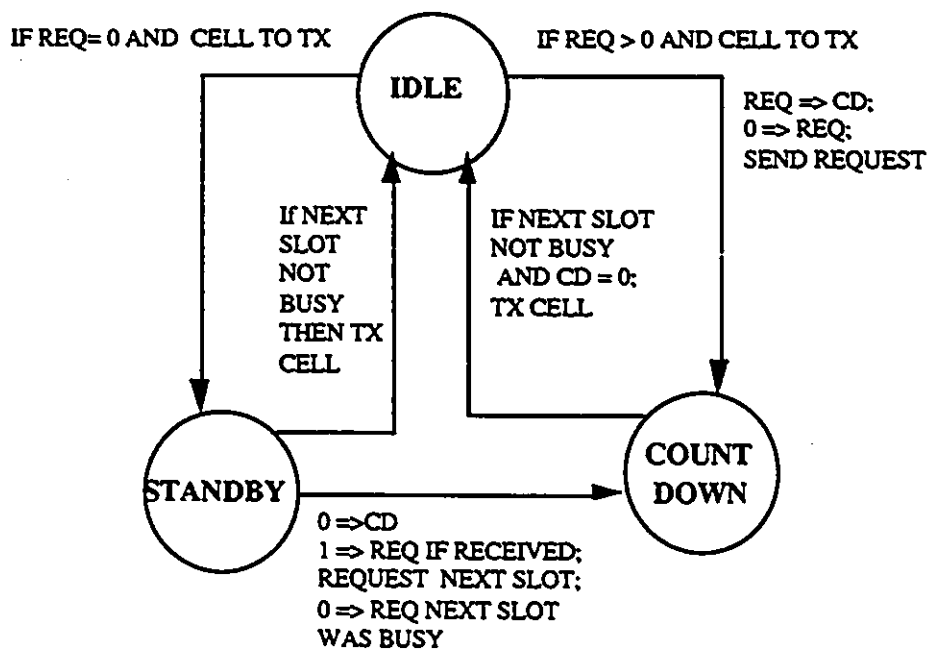 IF REQ= 0 AND CELL TO TX
IF REQ > 0 AND CELL TO TX
IDLE
REQ => CD;
0 => REQ;
SEND REQUEST
If NEXT
SLOT
NOT
BUSY
THEN TX
CELL
IF NEXT SLOT
NOT BUSY
AND CD = 0;
TX CELL
STANDBY
COUNT
DOWN
0 =>CD
1 => REQ IF RECEIVED;
REQUEST NEXT SLOT;
0 => REQ NEXT SLOT
WAS BUSY